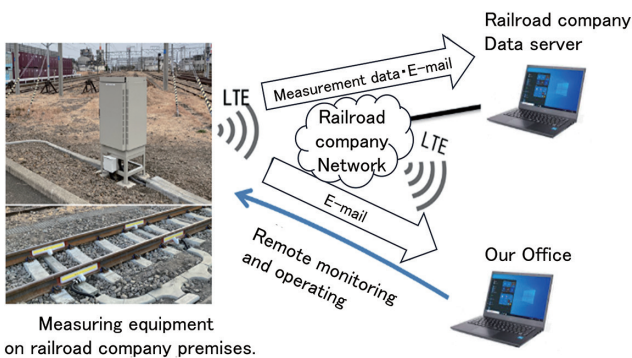 Railroad company
Data server
LTE
Measurement data・E-mail
Railroad
company
Network
LTE
E-mail
Remote monitoring
and operating
Our Office
Measuring equipment
on railroad company premises.